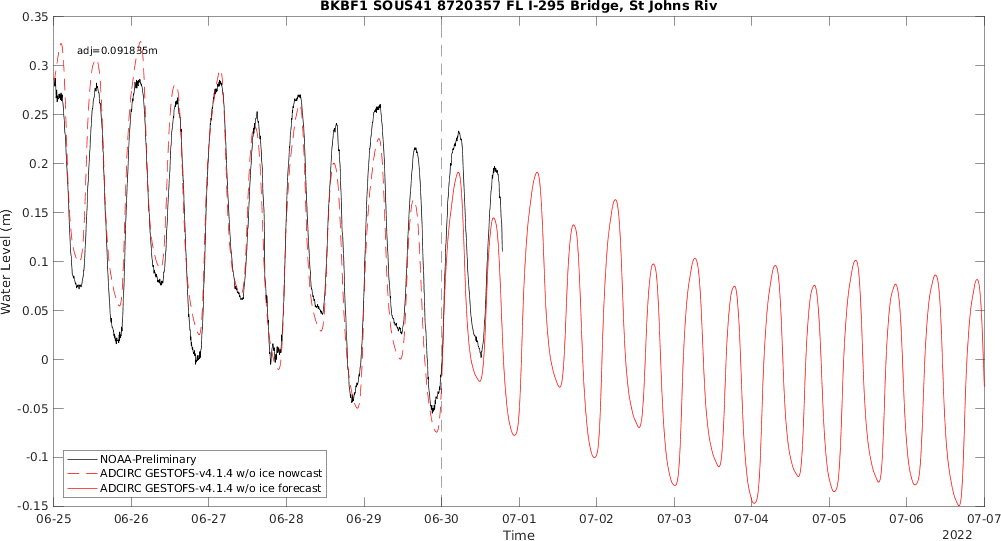 BKBF1 SOUS41 8720357 FL I-295 Bridge, St Johns Riv
adj=0.091835m
0.35
0.3
0.25
0.2
0.15
0.1
0.05
0
-0.05
-0.1
-0.15
Water Level (m)
NOAA-Preliminary
ADCIRC GESTOFS-v4.1.4 w/o ice nowcast
ADCIRC GESTOFS-v4.1.4 w/o ice forecast
06-25 06-26 06-27 06-28 06-29 06-30 07-01 07-02 07-03 07-04 07-05 07-06 07-07
Time
2022